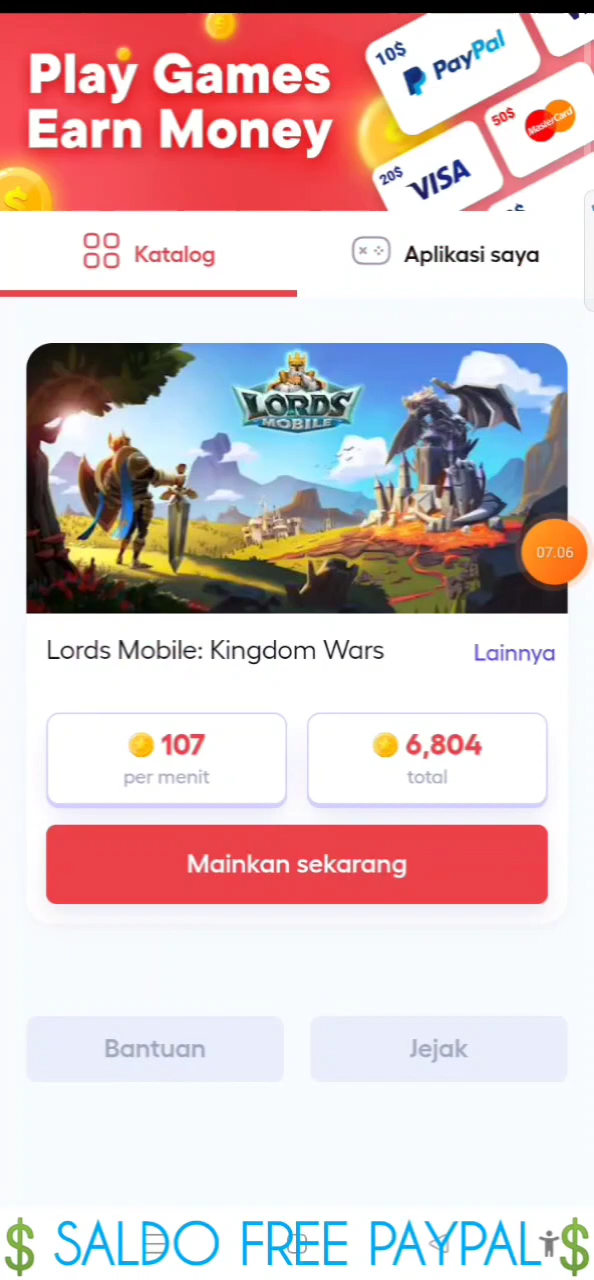 Play Games
Earn Money
10$
PayPal
50$
MasterCard
20$
VISA
Katalog
Aplikasi saya
LORDS
MOBILE
07.06
Lords Mobile: Kingdom Wars
Lainnya
107
per menit
6,804
total
Mainkan sekarang
Bantuan
Jejak
$ SALDO FREE PAYPAL $